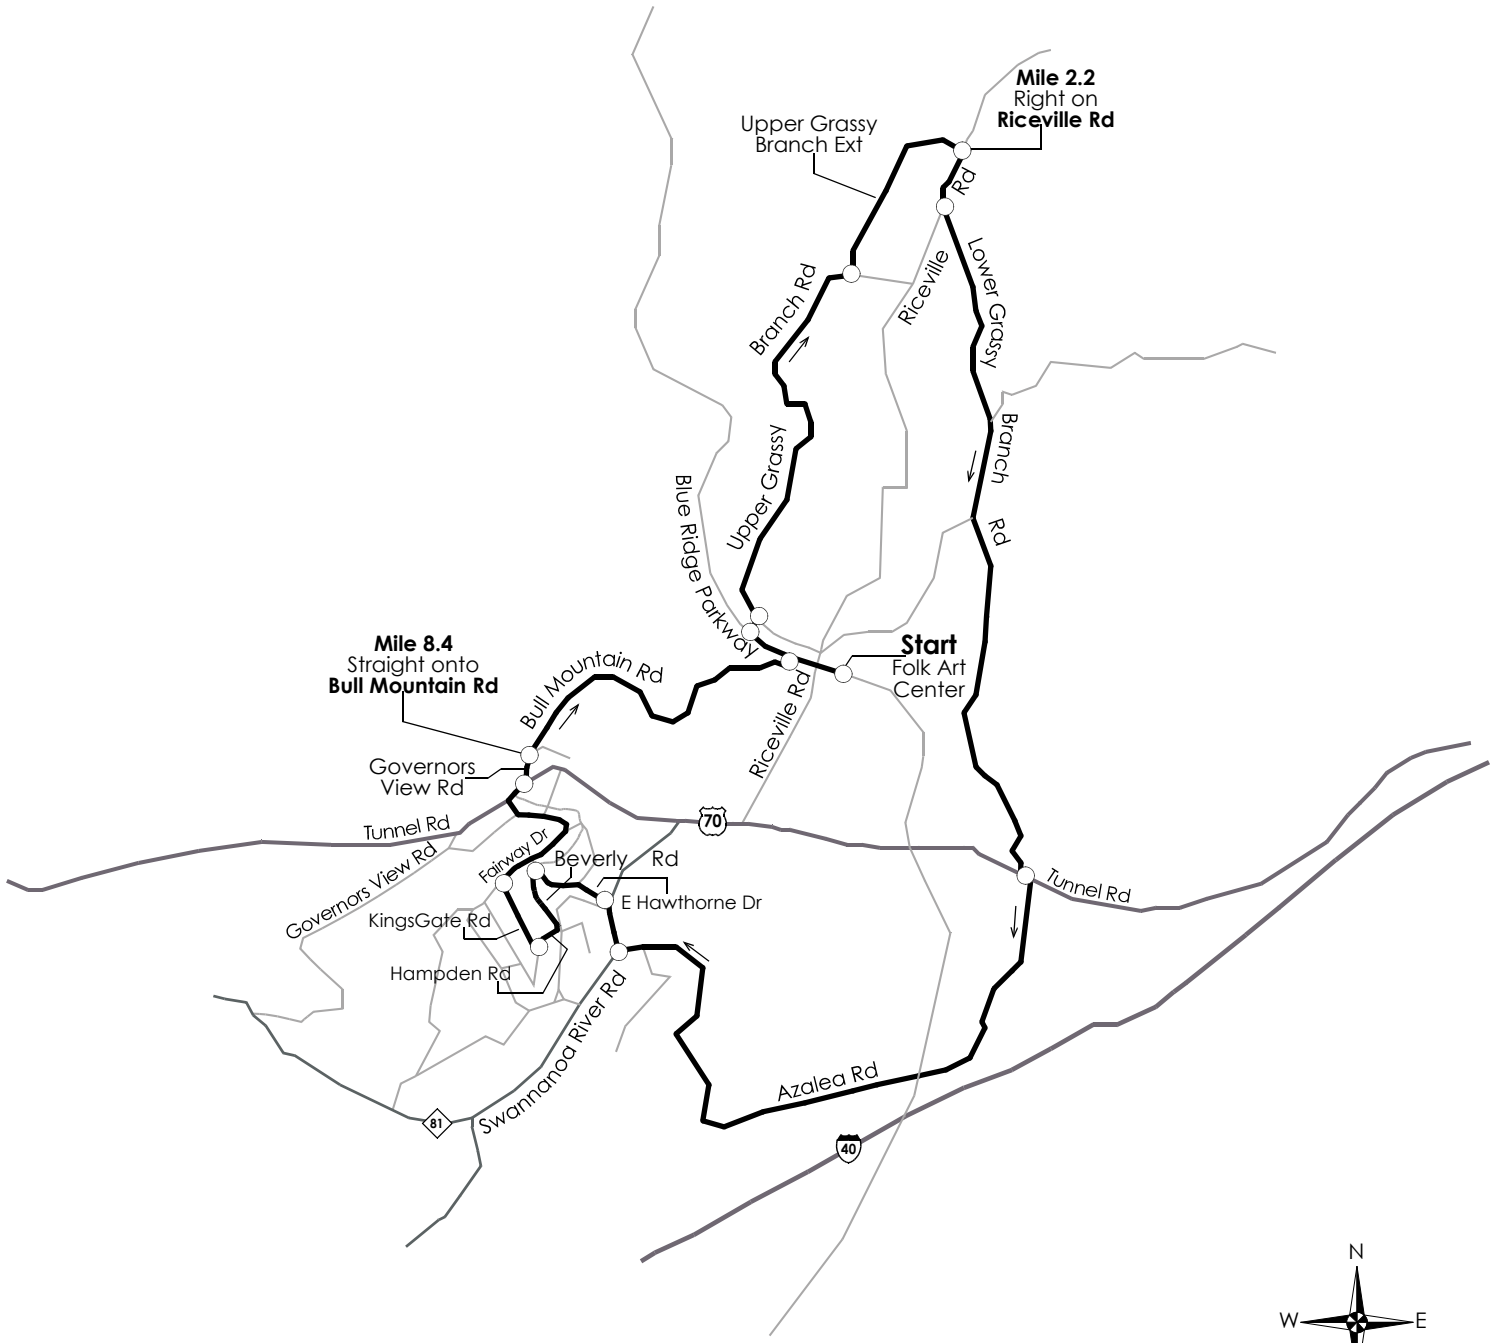 Mile 2.2
Right on
Riceville Rd
Upper Grassy
Branch Ext
Rd
Lower Grassy
Riceville
Branch Rd
Branch
Upper Grassy
Blue Ridge Parkway
Rd
Start
Folk Art
Center
Mile 8.4
Straight onto
Bull Mountain Rd
Bull Mountain Rd
Riceville Rd
Governors
View Rd
Tunnel Rd
70
Governors View Rd
Fairway Dr
Beverly Rd
E Hawthorne Dr
KingsGate Rd
Hampden Rd
Tunnel Rd
Swannanoa River Rd
Azalea Rd
81
40
N
W
E